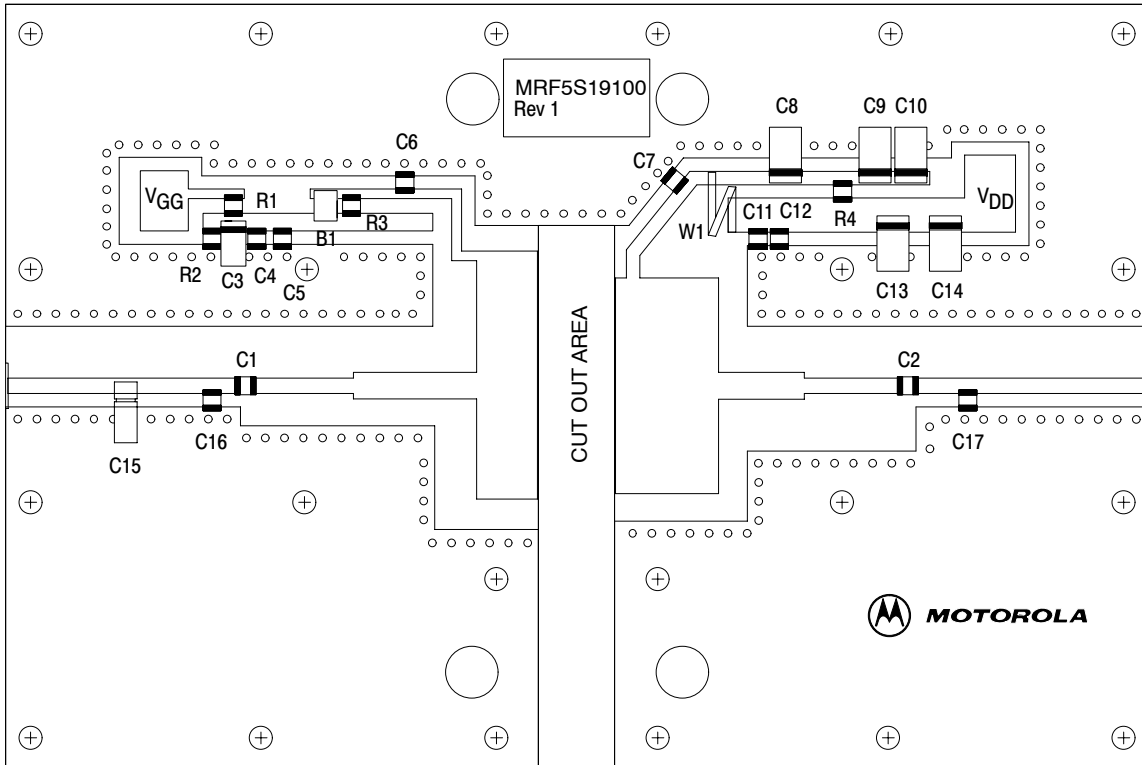 MRF5S19100
Rev 1
C8
C9
C10
C6
C7
VGG
R1
R3
B1
R2
C3
C4
C5
W1
C11
C12
R4
VDD
C13
C14
CUT OUT AREA
C1
C2
C15
C16
C17
MOTOROLA